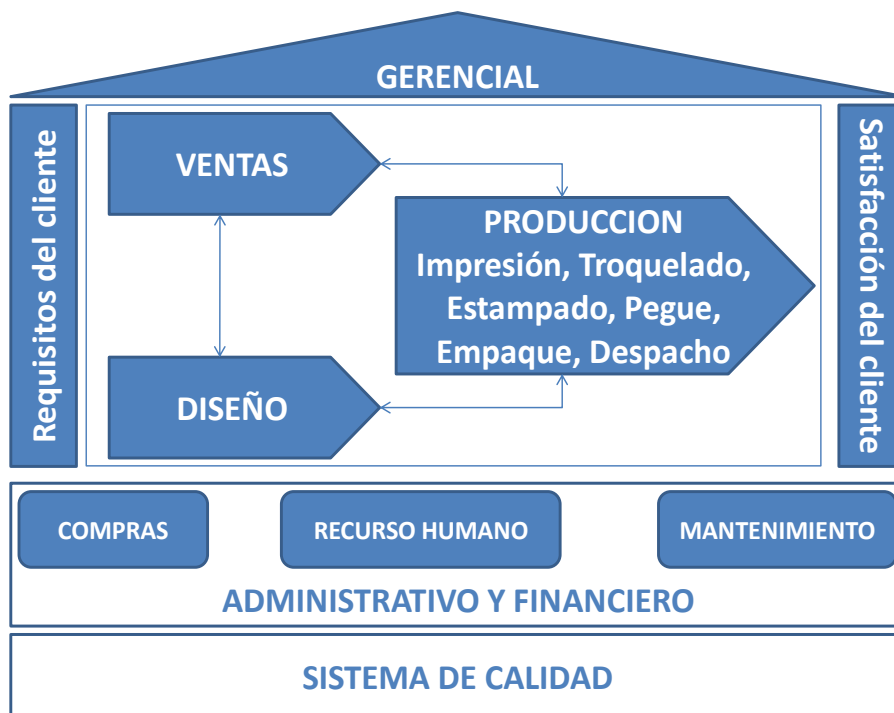 GERENCIAL
Requisitos del cliente
VENTAS
PRODUCCION
Impresión, Troquelado,
Estampado, Pegue,
Empaque, Despacho
DISEÑO
Satisfacción del cliente
COMPRAS
RECURSO HUMANO
MANTENIMIENTO
ADMINISTRATIVO Y FINANCIERO
SISTEMA DE CALIDAD